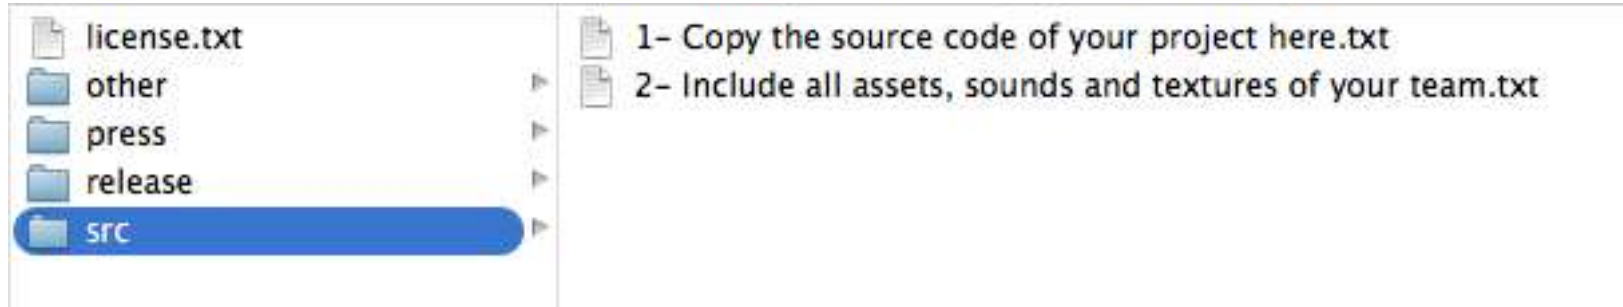 license.txt
other
press
release
src
1- Copy the source code of your project here.txt
2- Include all assets, sounds and textures of your team.txt